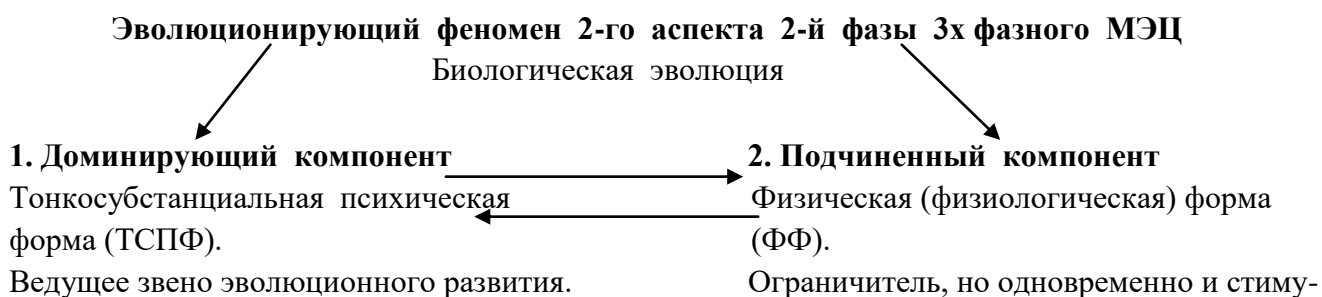 Эволюционирующий феномен 2-го аспекта 2-й фазы 3х фазного МЭЦ
Биологическая эволюция
1. Доминирующий компонент
Тонкосубстанциальная психическая
форма (ТСПФ).
Ведущее звено эволюционного развития.
2. Подчиненный компонент
Физическая (физиологическая) форма
(ФФ).
Ограничитель, но одновременно и стиму-